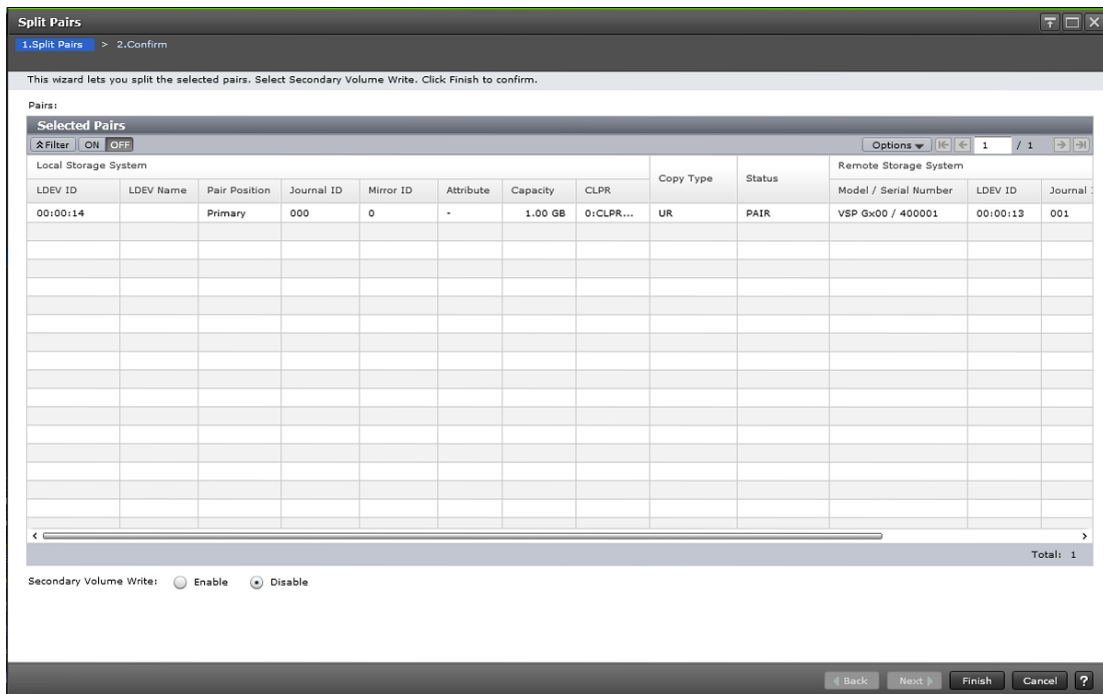 Split Pairs
1.Split Pairs > 2.Confirm
This wizard lets you split the selected pairs. Select Secondary Volume Write. Click Finish to confirm.
Pairs:
Selected Pairs
Filter ON OFF Options 1 / 1
Local Storage System Copy Type Status Remote Storage System
LDEV ID LDEV Name Pair Position Journal ID Mirror ID Attribute Capacity CLPR Model / Serial Number LDEV ID Journal
00:00:14 Primary 000 0 - 1.00 GB 0:CLPR... UR PAIR VSP Gx00 / 400001 00:00:13 001
Total: 1
Secondary Volume Write: Enable Disable
Back Next Finish Cancel ?